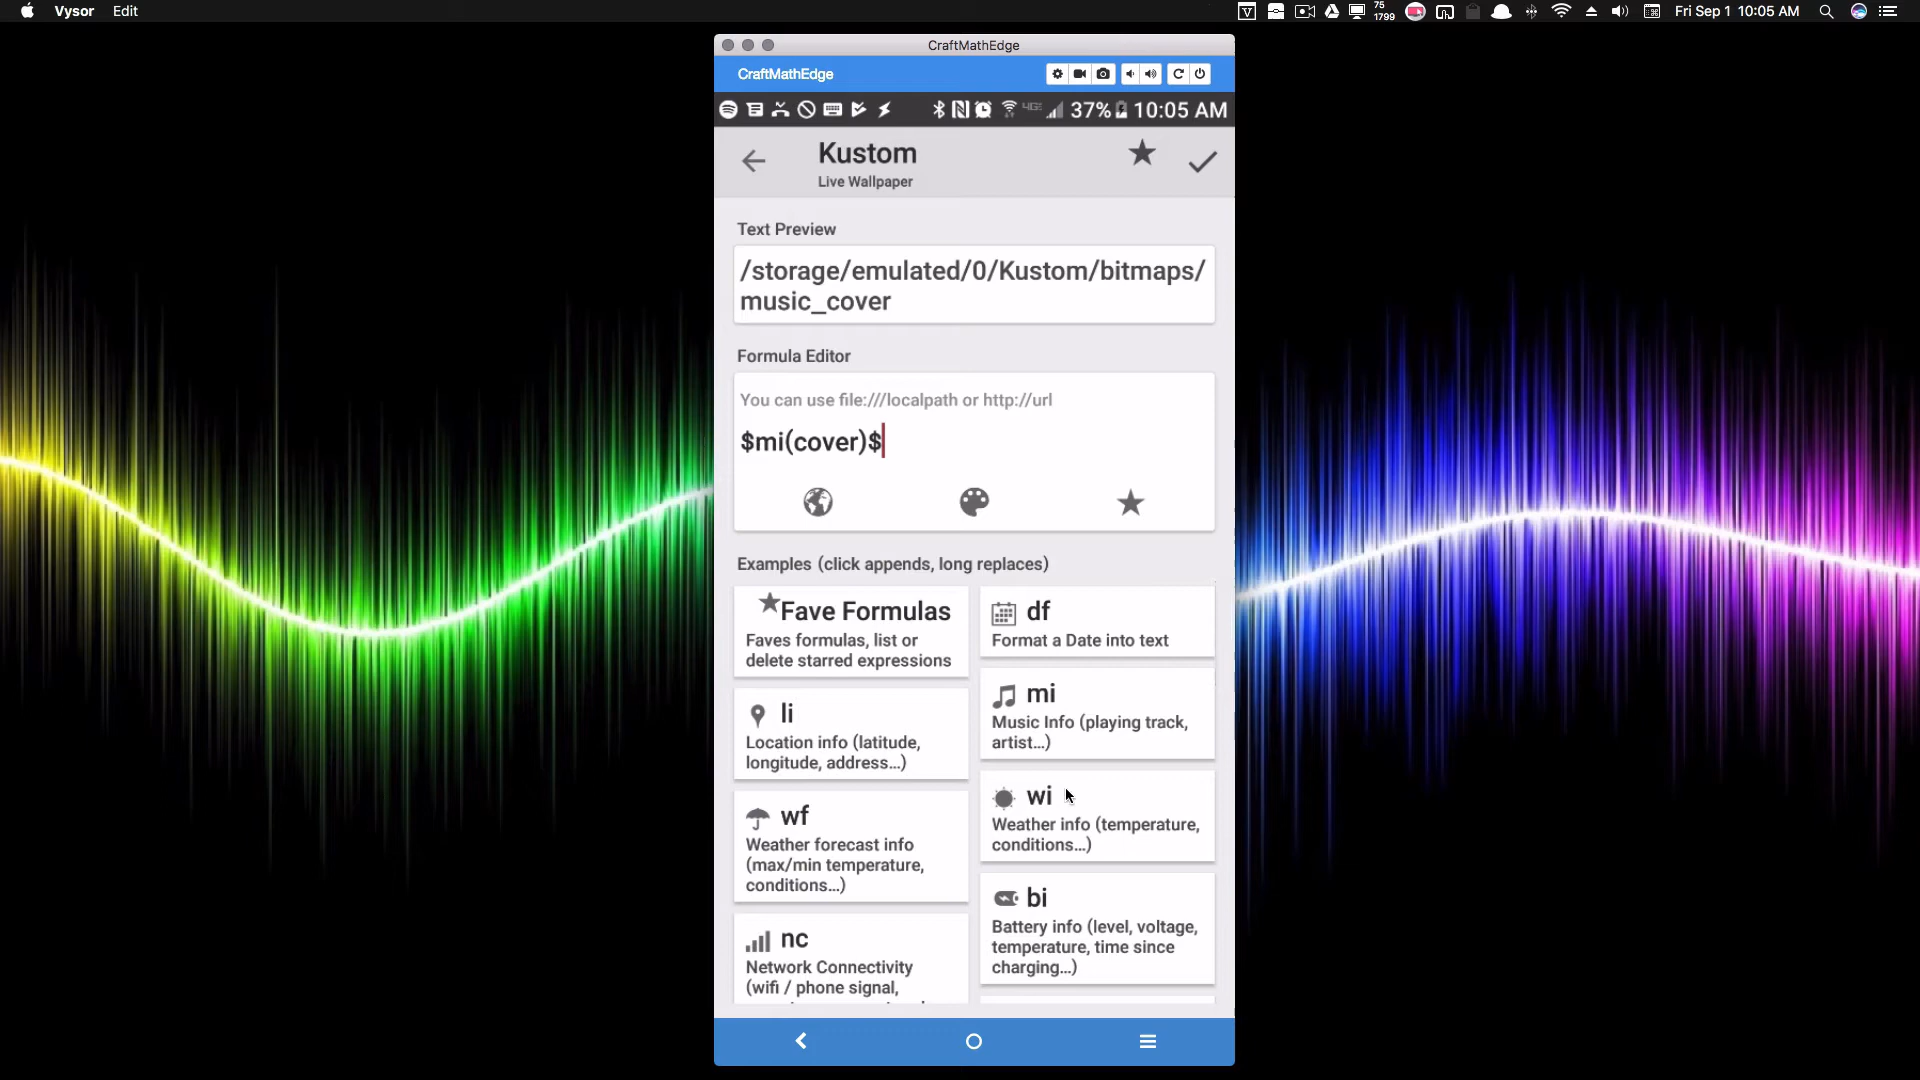 Vysor Edit
75
1799
Fri Sep 1 10:05 AM
CraftMathEdge
CraftMathEdge
37% 10:05 AM
Kustom
Live Wallpaper
Text Preview
/storage/emulated/0/Kustom/bitmaps/
music_cover
Formula Editor
You can use file:///localpath or http://url
$mi(cover)$
Examples (click appends, long replaces)
Fave Formulas
Faves formulas, list or
delete starred expressions
df
Format a Date into text
li
Location info (latitude,
longitude, address...)
mi
Music Info (playing track,
artist...)
wf
Weather forecast info
(max/min temperature,
conditions...)
wi
Weather info (temperature,
conditions...)
nc
Network Connectivity
(wifi / phone signal,
bi
Battery info (level, voltage,
temperature, time since
charging...)